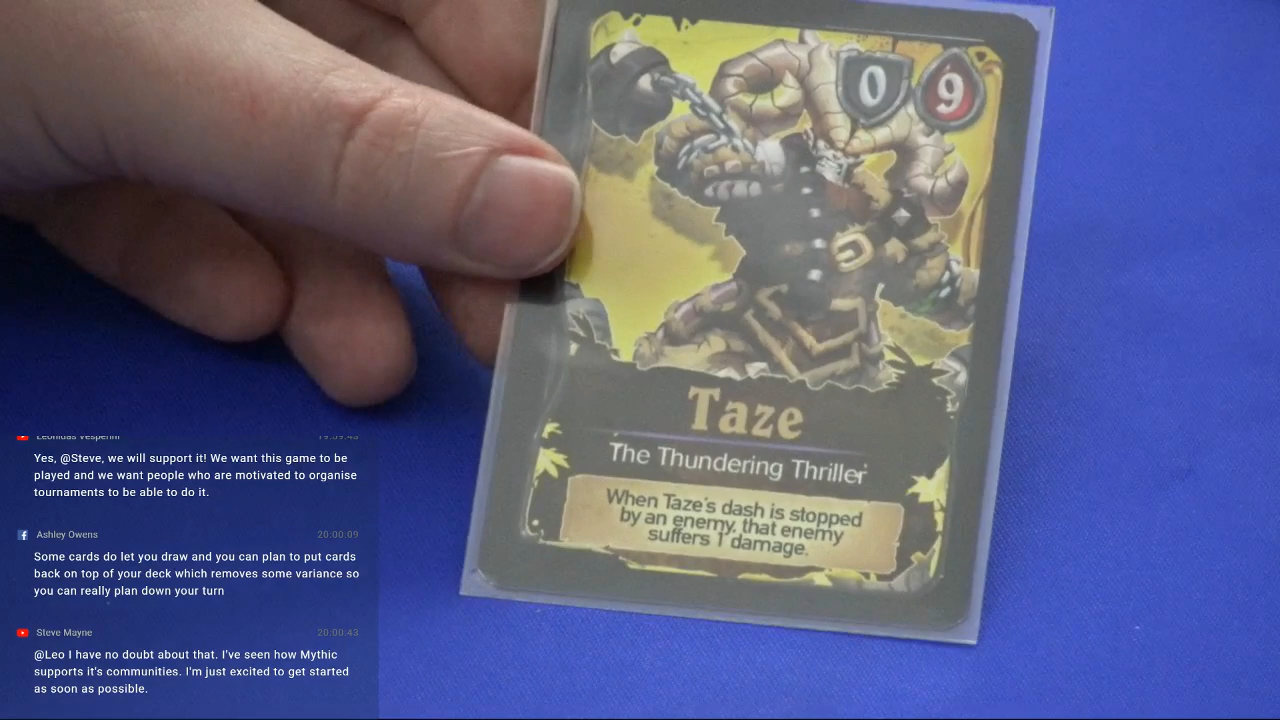 0 9
Taze
The Thundering Thriller
When Taze's dash is stopped
by an enemy, that enemy
suffers 1 damage.
Leonidas Vesperini 19:59:43
Yes, @Steve, we will support it! We want this game to be
played and we want people who are motivated to organise
tournaments to be able to do it.
Ashley Owens 20:00:09
Some cards do let you draw and you can plan to put cards
back on top of your deck which removes some variance so
you can really plan down your turn
Steve Mayne 20:00:43
@Leo I have no doubt about that. I've seen how Mythic
supports it's communities. I'm just excited to get started
as soon as possible.